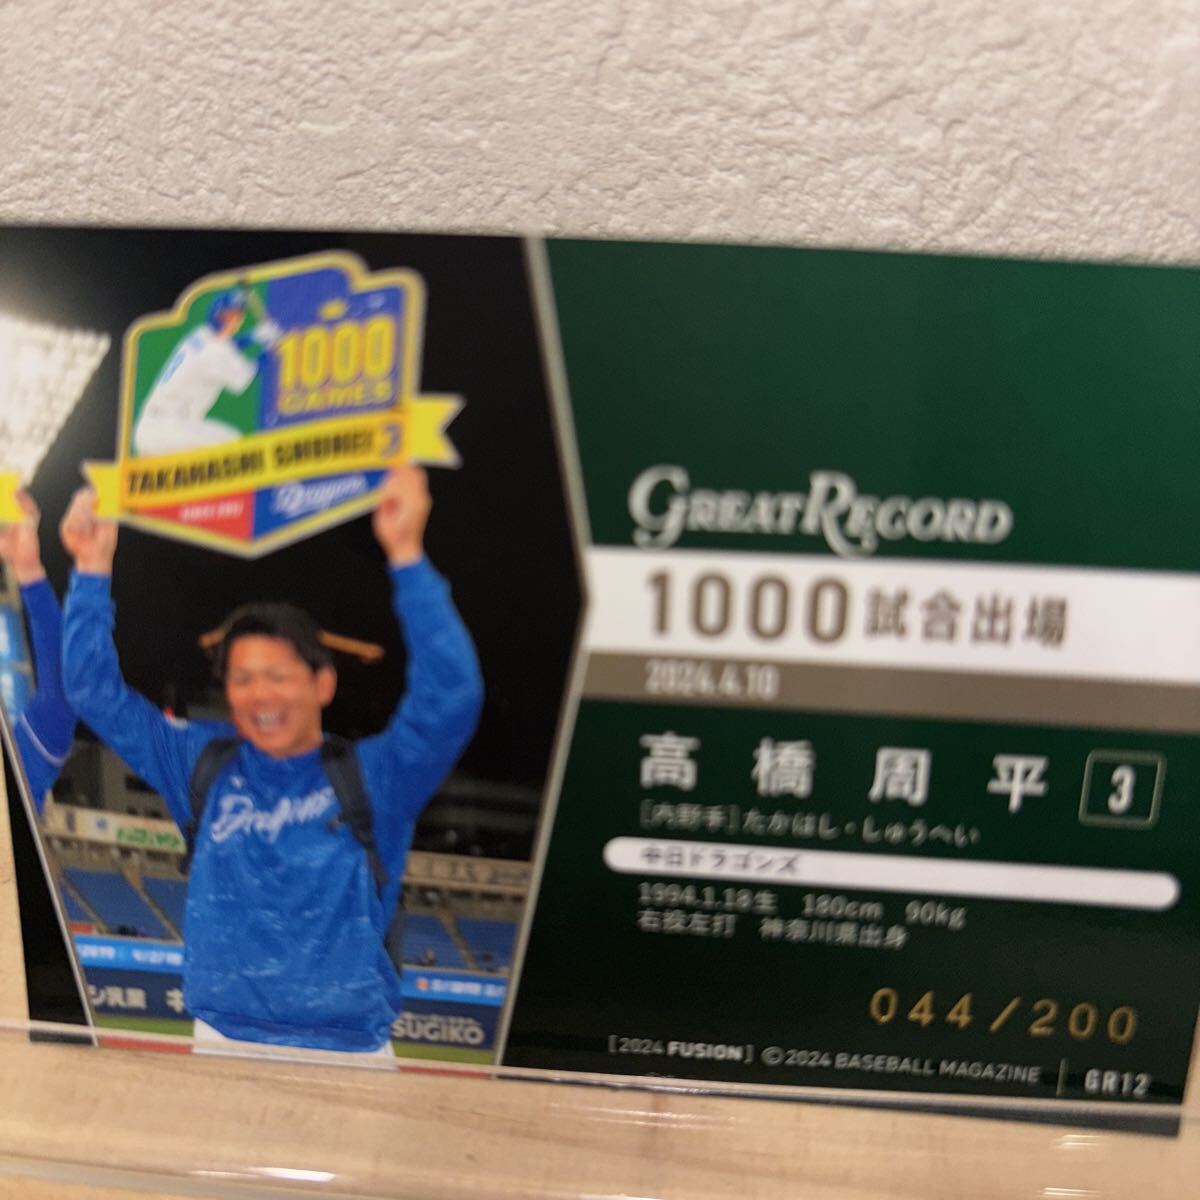 1000
GAMES
TAKAHASHI SHUHEI 3
SINCE 2012
Dragons
Dragons
SUGIKO
GREAT RECORD
1000試合出場
2024.4.10
高橋周平 3
[内野手]たかはし・しゅうへい
中日ドラゴンズ
1994.1.18生 180cm 90kg
右投左打 神奈川県出身
044/200
[2024 FUSION] ©2024 BASEBALL MAGAZINE | GR12